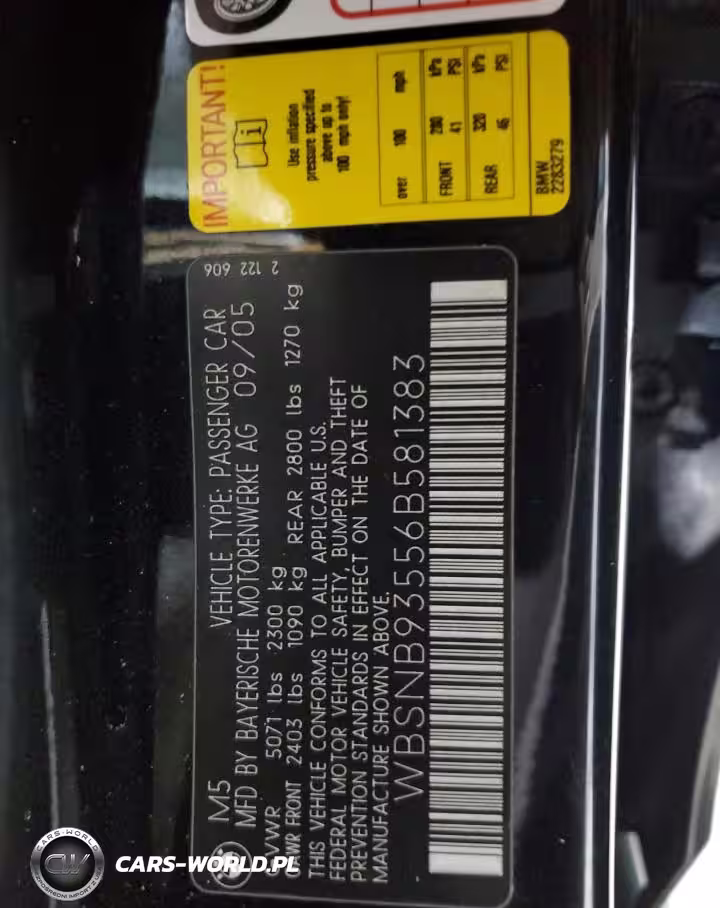 IMPORTANT!
Use inflation
pressure specified
above up to
100 mph only!
over 100 mph
FRONT 280 kPa
41 PSI
REAR 320 kPa
46 PSI
BMW
2283279
2 122 606
M5 VEHICLE TYPE: PASSENGER CAR
MFD BY BAYERISCHE MOTORENWERKE AG 09/05
GVWR 5071 lbs 2300 kg
GAWR FRONT 2403 lbs 1090 kg REAR 2800 lbs 1270 kg
THIS VEHICLE CONFORMS TO ALL APPLICABLE U.S.
FEDERAL MOTOR VEHICLE SAFETY, BUMPER AND THEFT
PREVENTION STANDARDS IN EFFECT ON THE DATE OF
MANUFACTURE SHOWN ABOVE.
WBSNB93556B581383
CARS-WORLD
CW
CARS-WORLD.PL